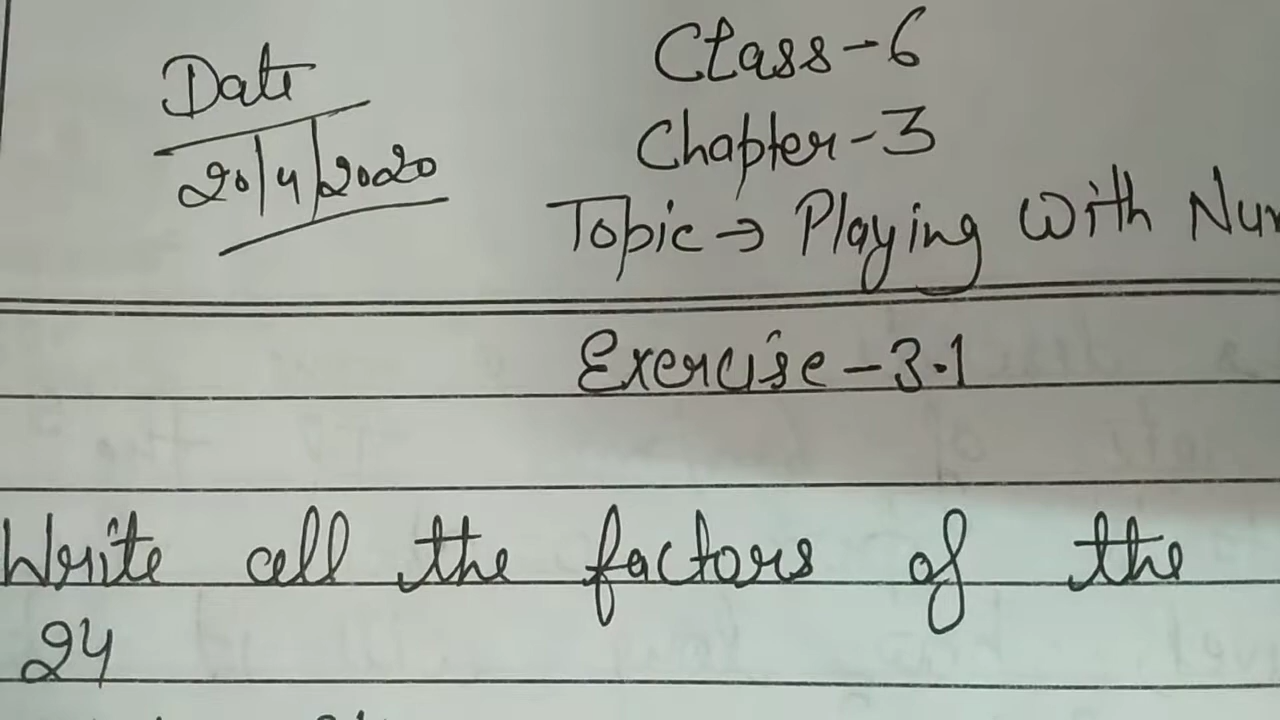 Date
20/4/2020
Class-6
Chapter-3
Topic → Playing With
Exercise-3.1
Write all the factors of the
24